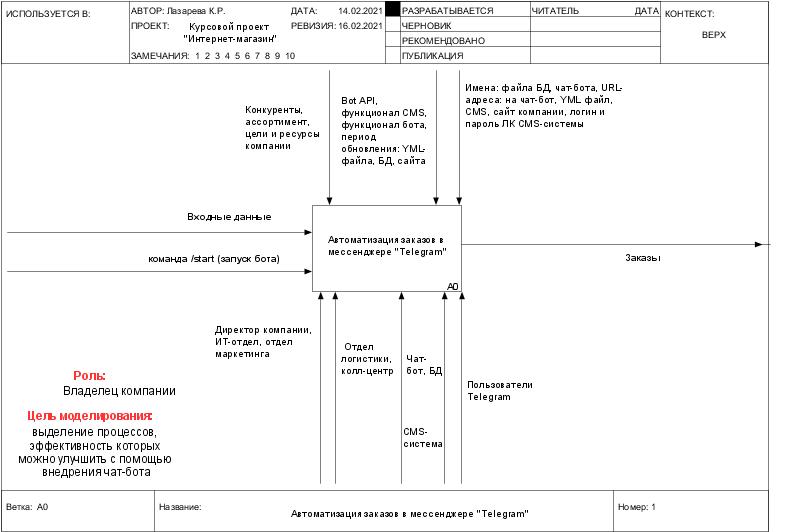 ИСПОЛЬЗУЕТСЯ В:
АВТОР: Лазарева К.Р.
ДАТА: 14.02.2021
РАЗРАБАТЫВАЕТСЯ
ЧИТАТЕЛЬ
ДАТА
КОНТЕКСТ:
ПРОЕКТ: Курсовой проект
"Интернет-магазин"
РЕВИЗИЯ: 16.02.2021
ЧЕРНОВИК
ВЕРХ
РЕКОМЕНДОВАНО
ЗАМЕЧАНИЯ: 1 2 3 4 5 6 7 8 9 10
ПУБЛИКАЦИЯ
Конкуренты,
ассортимент,
цели и ресурсы
компании
Bot API,
функционал CMS,
функционал бота,
период
обновления: YML-
файла, БД, сайта
Имена: файла БД, чат-бота, URL-
адреса: на чат-бот, YML файл,
CMS, сайт компании, логин и
пароль ЛК CMS-системы
Входные данные
команда /start (запуск бота)
Автоматизация заказов в
мессенджере "Telegram"
A0
Заказы
Директор компании,
ИТ-отдел, отдел
маркетинга
Отдел
логистики,
колл-центр
Чат-
бот, БД
CMS-
система
Пользователи
Telegram
Роль:
Владелец компании
Цель моделирования:
выделение процессов,
эффективность которых
можно улучшить с помощью
внедрения чат-бота
Ветка: A0
Название:
Автоматизация заказов в мессенджере "Telegram"
Номер: 1